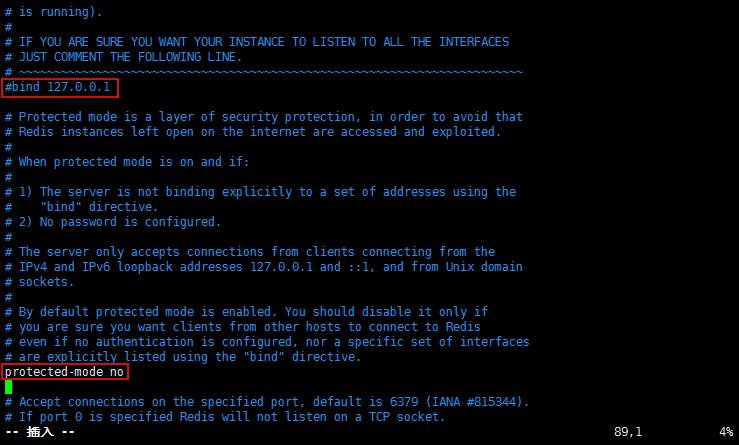 # is running).
#
# IF YOU ARE SURE YOU WANT YOUR INSTANCE TO LISTEN TO ALL THE INTERFACES
# JUST COMMENT THE FOLLOWING LINE.
# ~~~~~~~~~~~~~~~~~~~~~~~~~~~~~~~~~~~~~~~~~~~~~~~~~~~~~~~~~~~~~~~~~~~~~~~~
#bind 127.0.0.1
# Protected mode is a layer of security protection, in order to avoid that
# Redis instances left open on the internet are accessed and exploited.
#
# When protected mode is on and if:
#
# 1) The server is not binding explicitly to a set of addresses using the
#    "bind" directive.
# 2) No password is configured.
#
# The server only accepts connections from clients connecting from the
# IPv4 and IPv6 loopback addresses 127.0.0.1 and ::1, and from Unix domain
# sockets.
#
# By default protected mode is enabled. You should disable it only if
# you are sure you want clients from other hosts to connect to Redis
# even if no authentication is configured, nor a specific set of interfaces
# are explicitly listed using the "bind" directive.
protected-mode no
# Accept connections on the specified port, default is 6379 (IANA #815344).
# If port 0 is specified Redis will not listen on a TCP socket.
-- 插入 -- 89,1 4%